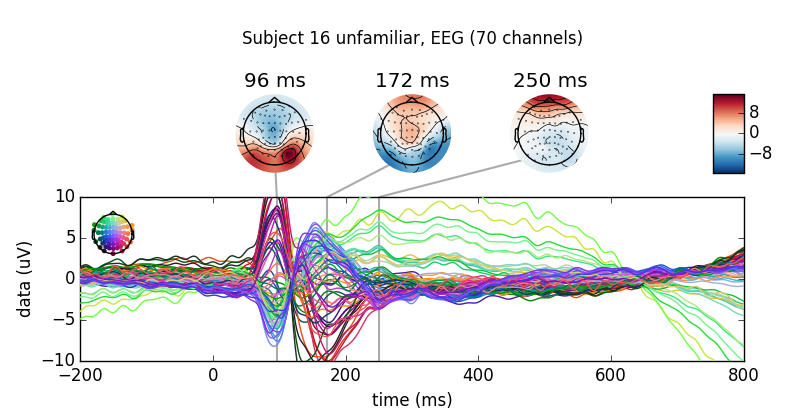 Subject 16 unfamiliar, EEG (70 channels)
96 ms 172 ms 250 ms
8
0
−8
10
5
0
−5
−10
data (uV)
−200 0 200 400 600 800
time (ms)